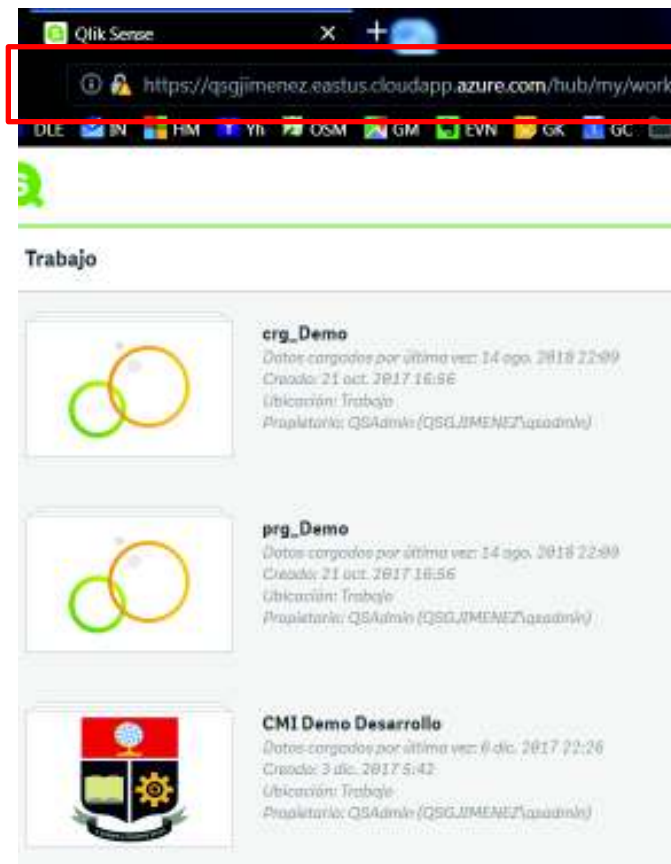 Qlik Sense
https://qsgjimenez.eastus.cloudapp.azure.com/hub/my/work
DLE IN HM Yh OSM GM EVN GK GC
Trabajo
crg_Demo
Datos cargados por última vez: 14 ago. 2018 22:09
Creado: 21 oct. 2017 16:56
Ubicación: Trabajo
Propietario: QSAdmin (QSGJIMENEZ\qsadmin)
prg_Demo
Datos cargados por última vez: 14 ago. 2018 22:09
Creado: 21 oct. 2017 16:56
Ubicación: Trabajo
Propietario: QSAdmin (QSGJIMENEZ\qsadmin)
CMI Demo Desarrollo
Datos cargados por última vez: 6 dic. 2017 22:26
Creado: 3 dic. 2017 5:42
Ubicación: Trabajo
Propietario: QSAdmin (QSGJIMENEZ\qsadmin)